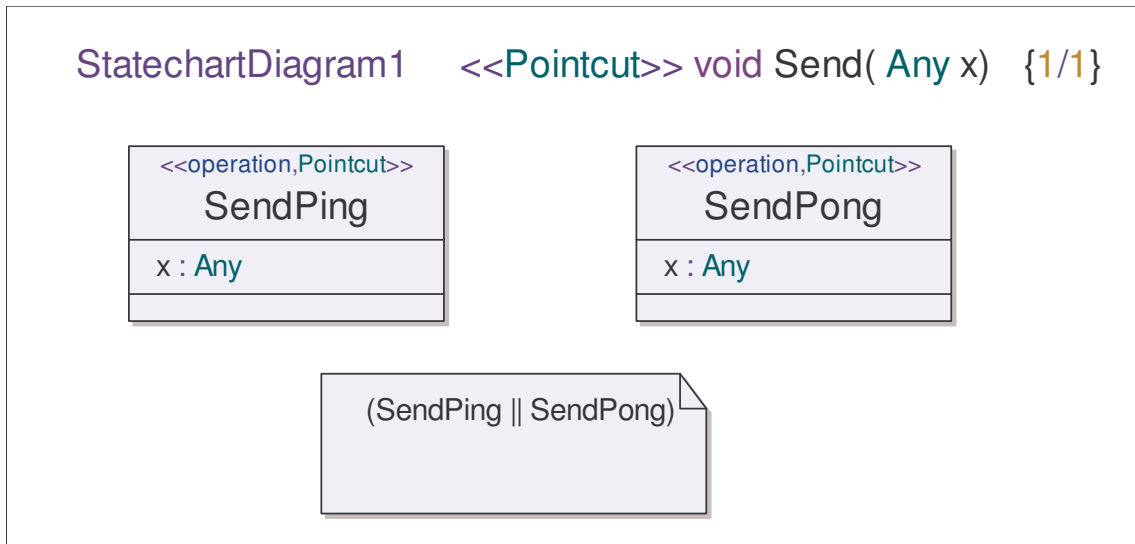 StatechartDiagram1 <<Pointcut>> void Send( Any x) {1/1}
<<operation,Pointcut>>
SendPing
x : Any
<<operation,Pointcut>>
SendPong
x : Any
(SendPing || SendPong)